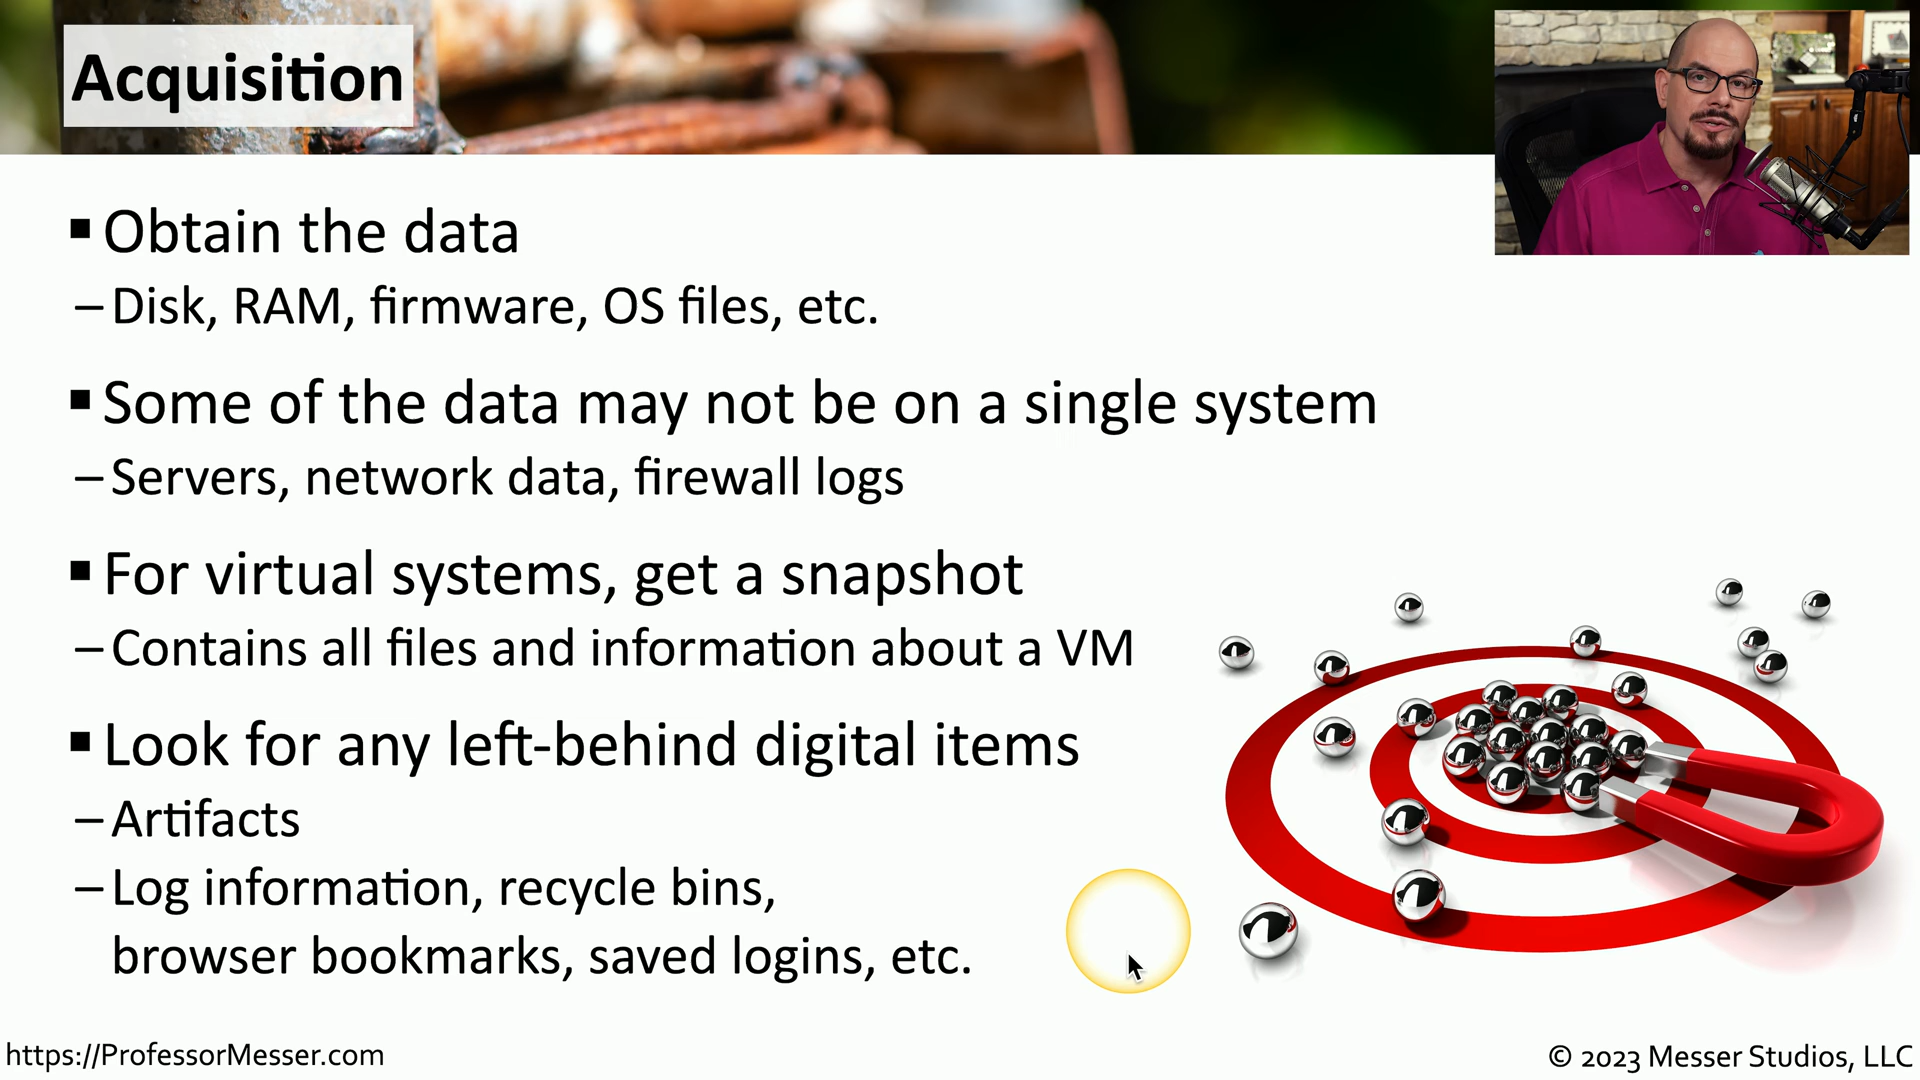 Acquisition
▪ Obtain the data
– Disk, RAM, firmware, OS files, etc.
▪ Some of the data may not be on a single system
– Servers, network data, firewall logs
▪ For virtual systems, get a snapshot
– Contains all files and information about a VM
▪ Look for any left-behind digital items
– Artifacts
– Log information, recycle bins,
browser bookmarks, saved logins, etc.
https://ProfessorMesser.com
© 2023 Messer Studios, LLC